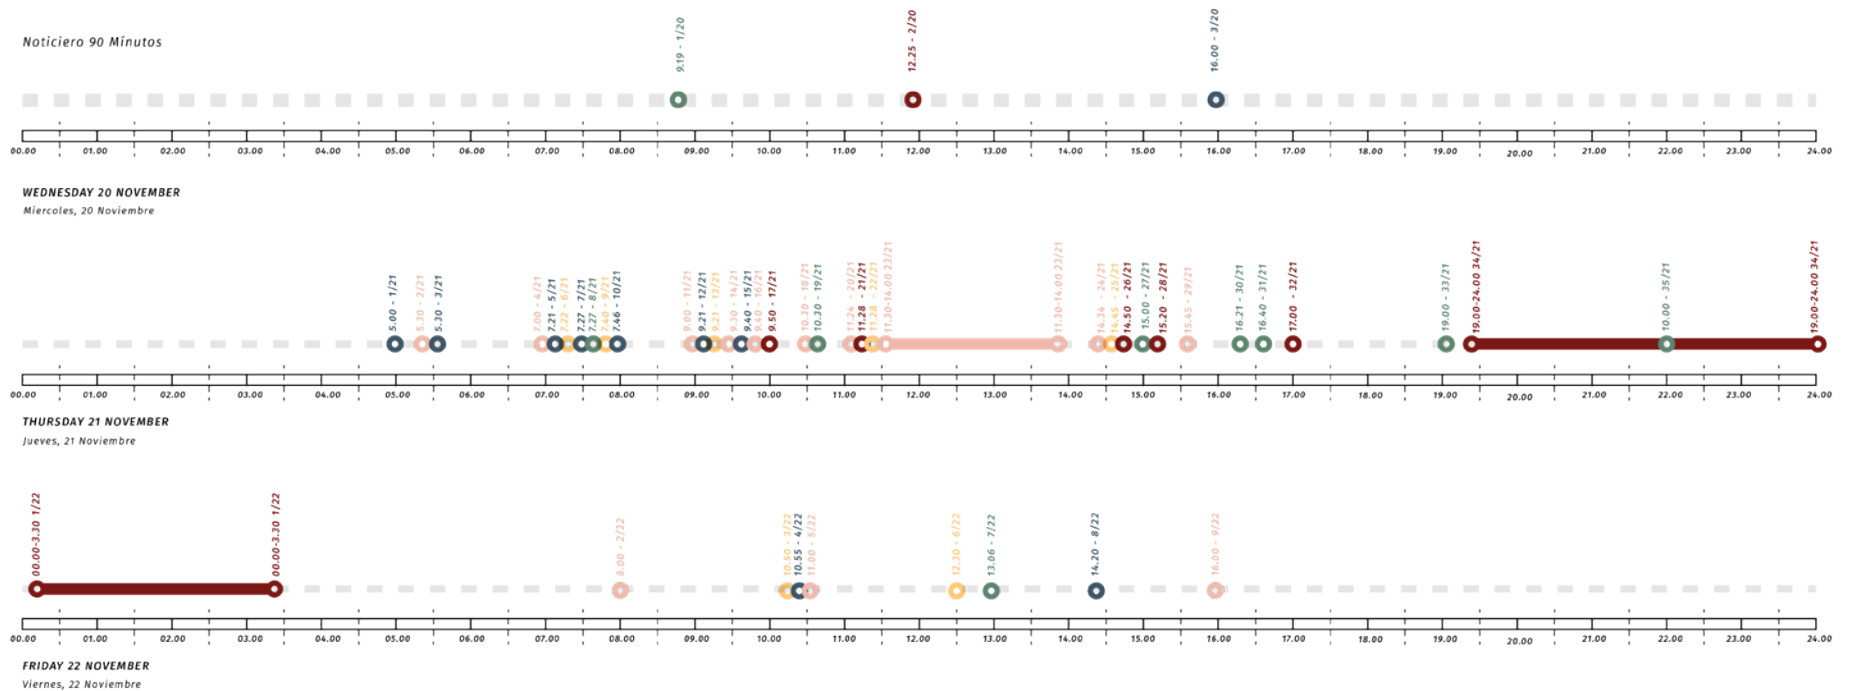 Noticiero 90 Minutos
9.19 - 1/20
12.25 - 2/20
16.00 - 3/20
00.00 01.00 02.00 03.00 04.00 05.00 06.00 07.00 08.00 09.00 10.00 11.00 12.00 13.00 14.00 15.00 16.00 17.00 18.00 19.00 20.00 21.00 22.00 23.00 24.00
WEDNESDAY 20 NOVEMBER
Miercoles, 20 Noviembre
5.00 - 1/21
5.30 - 2/21
5.30 - 3/21
7.00 - 4/21
7.21 - 5/21
7.22 - 6/21
7.27 - 7/21
7.27 - 8/21
7.40 - 9/21
7.46 - 10/21
9.00 - 11/21
9.21 - 12/21
9.21 - 13/21
9.30 - 14/21
9.40 - 15/21
9.40 - 16/21
9.50 - 17/21
10.30 - 18/21
10.30 - 19/21
11.24 - 20/21
11.28 - 21/21
11.28 - 22/21
11.30-14.00 23/21
11.30-14.00 23/21
14.34 - 24/21
14.45 - 25/21
14.50 - 26/21
15.00 - 27/21
15.20 - 28/21
15.45 - 29/21
16.21 - 30/21
16.40 - 31/21
17.00 - 32/21
19.00 - 33/21
19.00-24.00 34/21
10.00 - 35/21
19.00-24.00 34/21
00.00 01.00 02.00 03.00 04.00 05.00 06.00 07.00 08.00 09.00 10.00 11.00 12.00 13.00 14.00 15.00 16.00 17.00 18.00 19.00 20.00 21.00 22.00 23.00 24.00
THURSDAY 21 NOVEMBER
Jueves, 21 Noviembre
00.00-3.30 1/22
00.00-3.30 1/22
8.00 - 2/22
10.50 - 3/22
10.55 - 4/22
11.00 - 5/22
12.30 - 6/22
13.06 - 7/22
14.20 - 8/22
16.00 - 9/22
00.00 01.00 02.00 03.00 04.00 05.00 06.00 07.00 08.00 09.00 10.00 11.00 12.00 13.00 14.00 15.00 16.00 17.00 18.00 19.00 20.00 21.00 22.00 23.00 24.00
FRIDAY 22 NOVEMBER
Viernes, 22 Noviembre